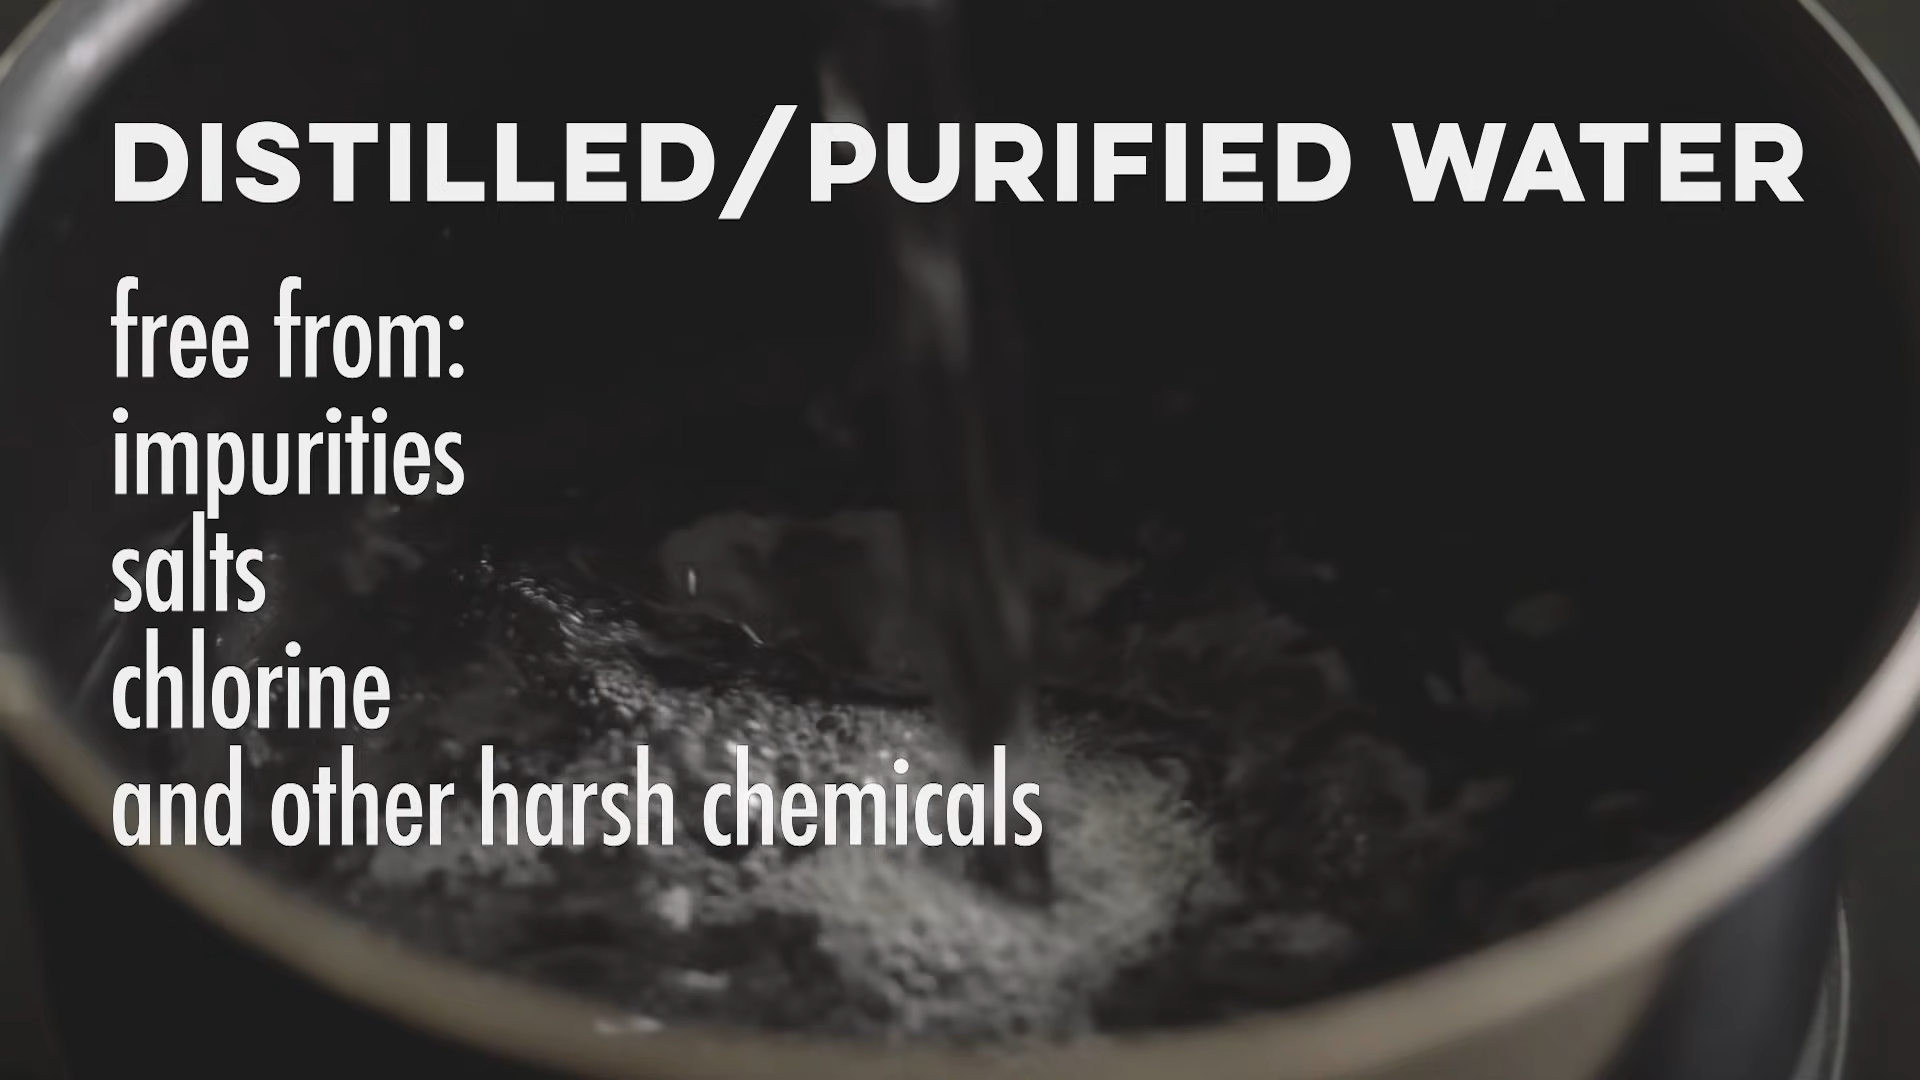 DISTILLED/PURIFIED WATER
free from:
impurities
salts
chlorine
and other harsh chemicals